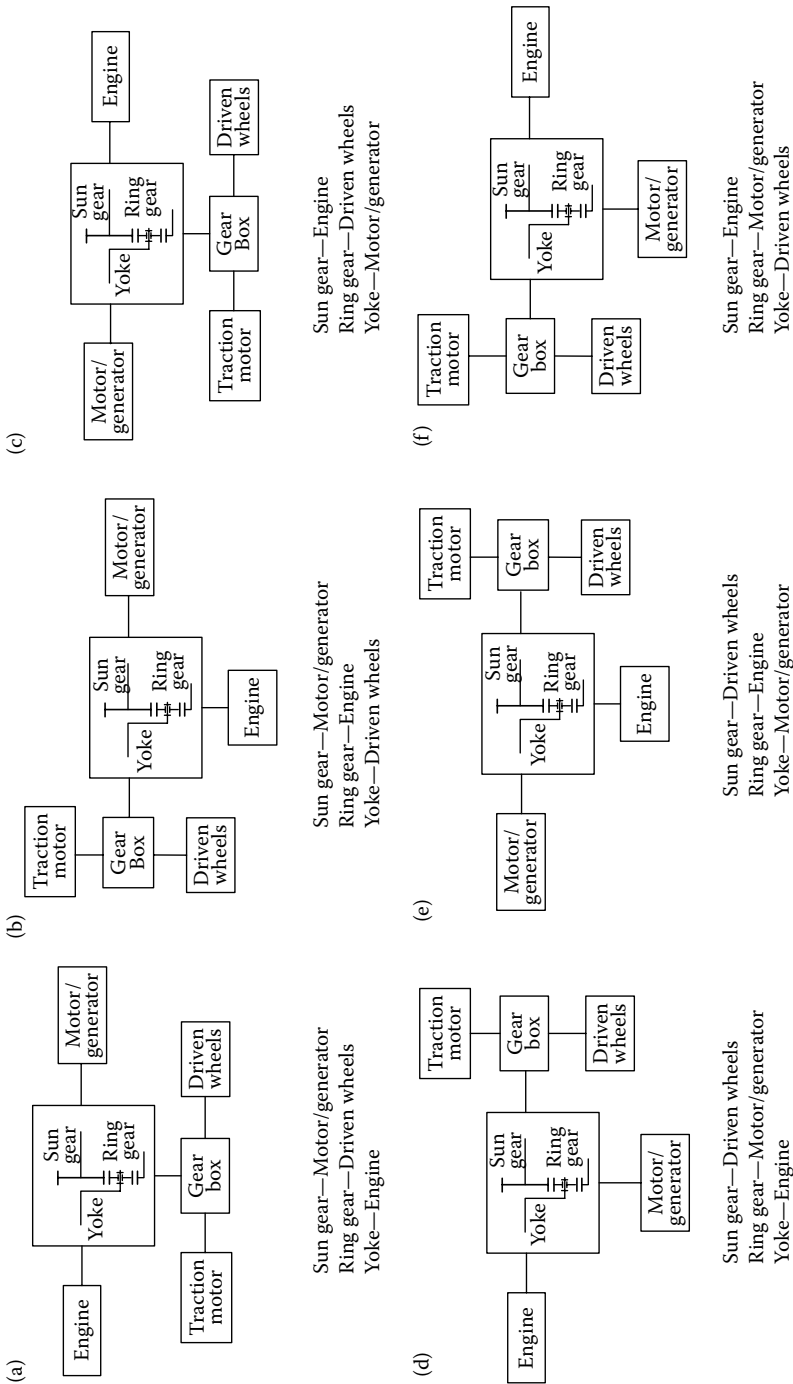 (a)
Engine
Yoke
Sun
gear
Ring
gear
Motor/
generator
Traction
motor
Gear
box
Driven
wheels
Sun gear—Motor/generator
Ring gear—Driven wheels
Yoke—Engine
(b)
Traction
motor
Gear
Box
Driven
wheels
Yoke
Sun
gear
Ring
gear
Motor/
generator
Engine
Sun gear—Motor/generator
Ring gear—Engine
Yoke—Driven wheels
(c)
Motor/
generator
Yoke
Sun
gear
Ring
gear
Engine
Traction
motor
Gear
Box
Driven
wheels
Sun gear—Engine
Ring gear—Driven wheels
Yoke—Motor/generator
(d)
Engine
Yoke
Sun
gear
Ring
gear
Traction
motor
Gear
box
Driven
wheels
Motor/
generator
Sun gear—Driven wheels
Ring gear—Motor/generator
Yoke—Engine
(e)
Motor/
generator
Yoke
Sun
gear
Ring
gear
Traction
motor
Gear
box
Driven
wheels
Engine
Sun gear—Driven wheels
Ring gear—Engine
Yoke—Motor/generator
(f)
Traction
motor
Gear
box
Driven
wheels
Yoke
Sun
gear
Ring
gear
Engine
Motor/
generator
Sun gear—Engine
Ring gear—Motor/generator
Yoke—Driven wheels